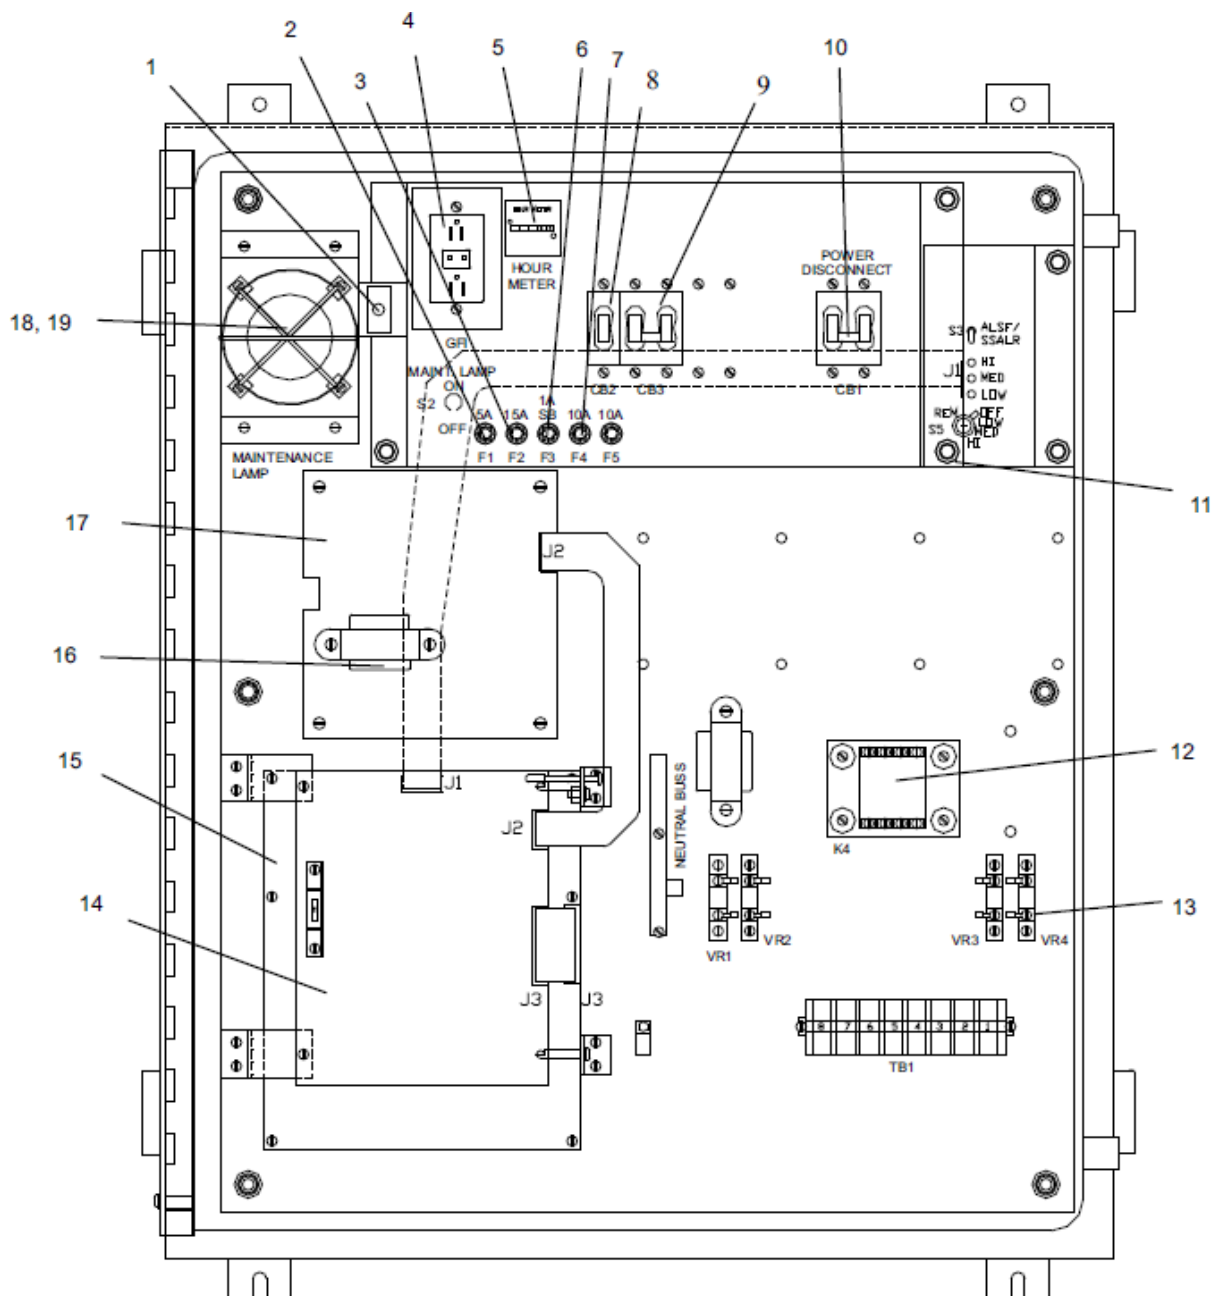 4
2
5
6
7
8
9
10
1
3
HOUR METER
HOUR
METER
POWER
DISCONNECT
18, 19
GFI
S3
ALSF/
SSALR
MAINT. LAMP
ON
S2
OFF
CB2
CB3
CB1
J1
HI
MED
LOW
5A
15A
1A
SB
10A
10A
REM
OFF
LOW
MED
HI
S5
F1
F2
F3
F4
F5
MAINTENANCE
LAMP
11
17
J2
16
15
J1
J2
NEUTRAL BUSS
12
K4
14
13
VR1
VR2
VR3
VR4
J3
J3
8 7 6 5 4 3 2 1
TB1